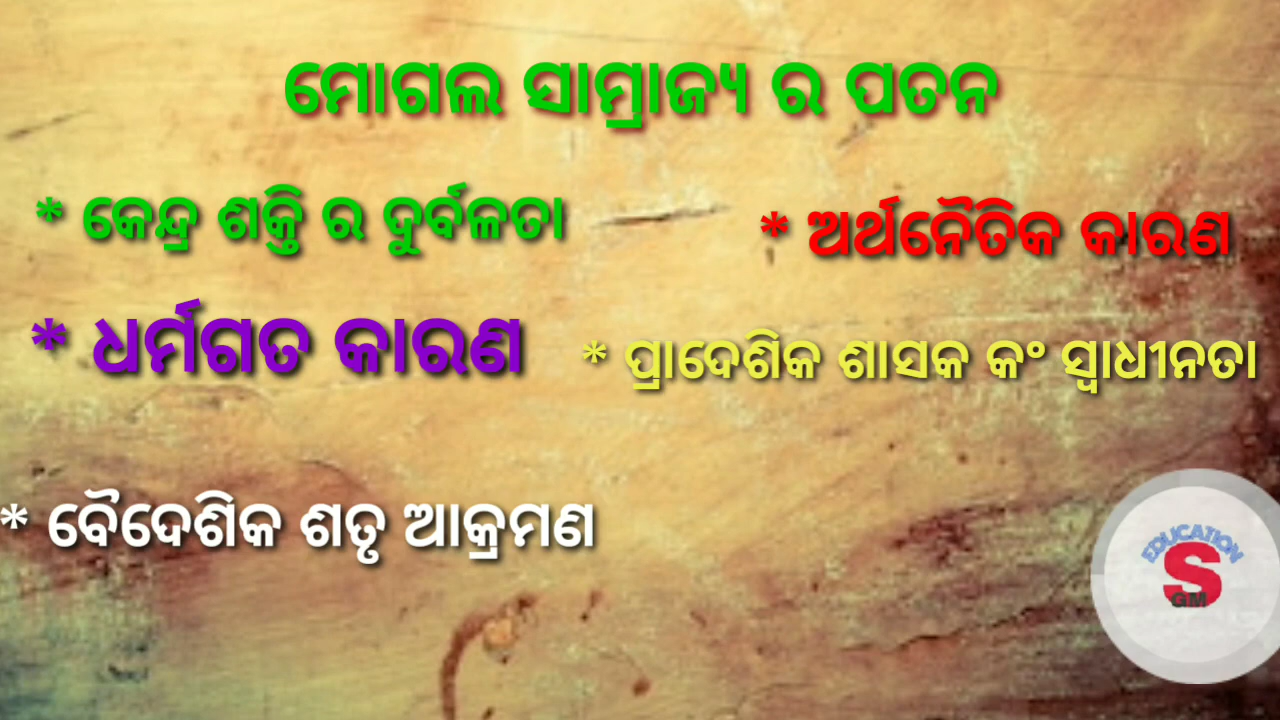 ମୋଗଲ ସାମ୍ରାଜ୍ୟ ର ପତନ
* କେନ୍ଦ୍ର ଶକ୍ତି ର ଦୁର୍ବଳତା
* ଅର୍ଥନୈତିକ କାରଣ
* ଧର୍ମଗତ କାରଣ
* ପ୍ରାଦେଶିକ ଶାସକ କଂ ସ୍ୱାଧୀନତା
* ବୈଦେଶିକ ଶତୃ ଆକ୍ରମଣ
EDUCATION
S
GM